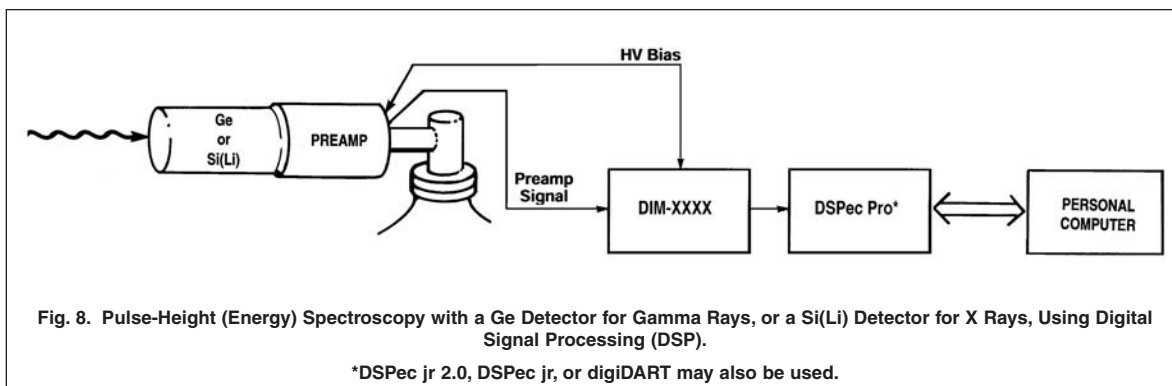 HV Bias
Ge
or
Si(Li)
PREAMP
Preamp
Signal
DIM-XXXX
DSPec Pro*
PERSONAL
COMPUTER
Fig. 8. Pulse-Height (Energy) Spectroscopy with a Ge Detector for Gamma Rays, or a Si(Li) Detector for X Rays, Using Digital
Signal Processing (DSP).
*DSPec jr 2.0, DSPec jr, or digiDART may also be used.